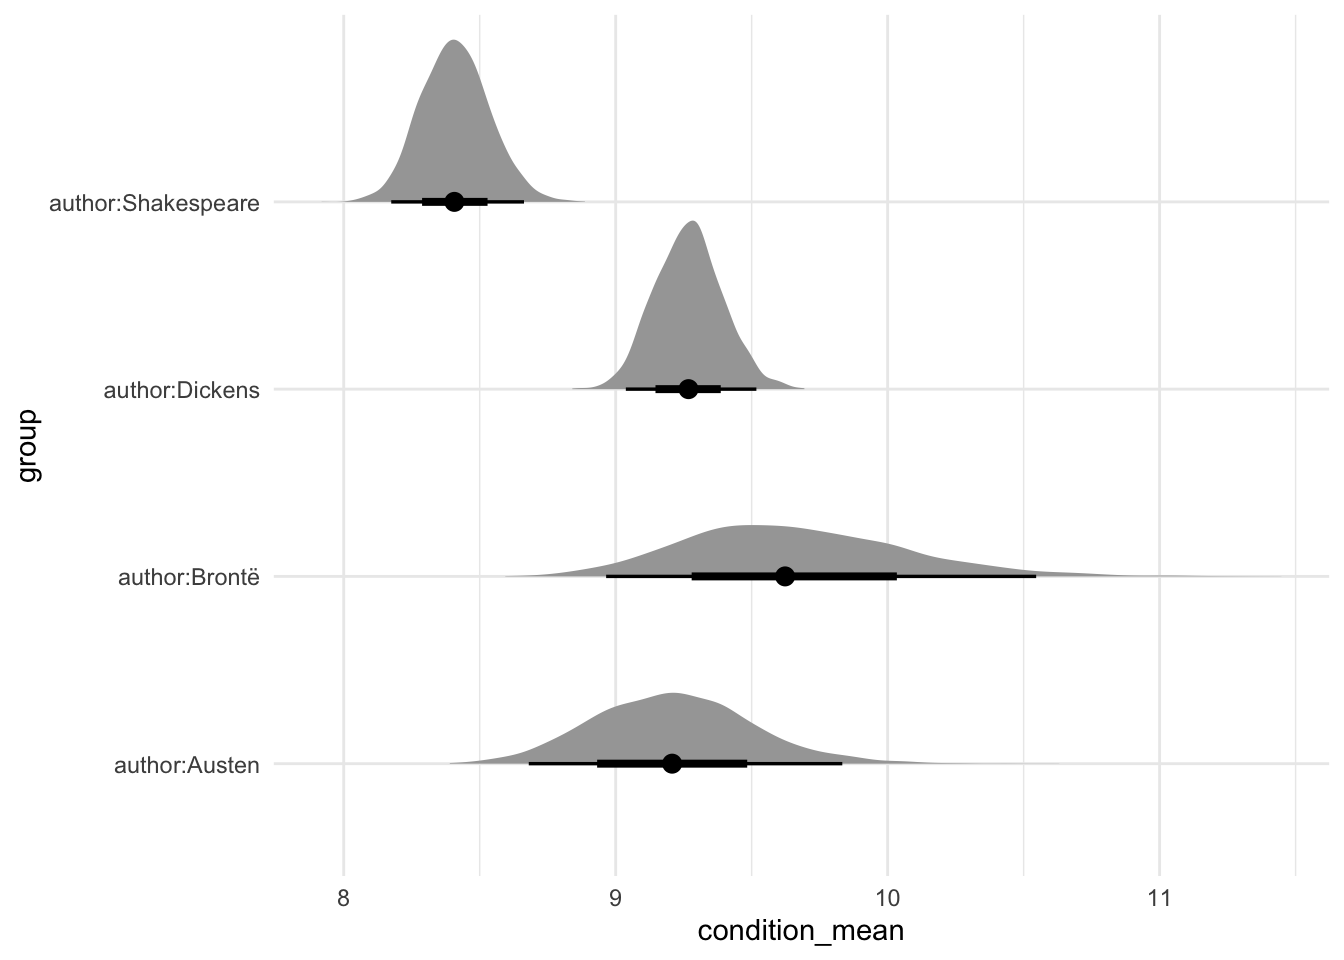 author:Shakespeare
author:Dickens
author:Brontë
author:Austen
group
8 9 10 11
condition_mean